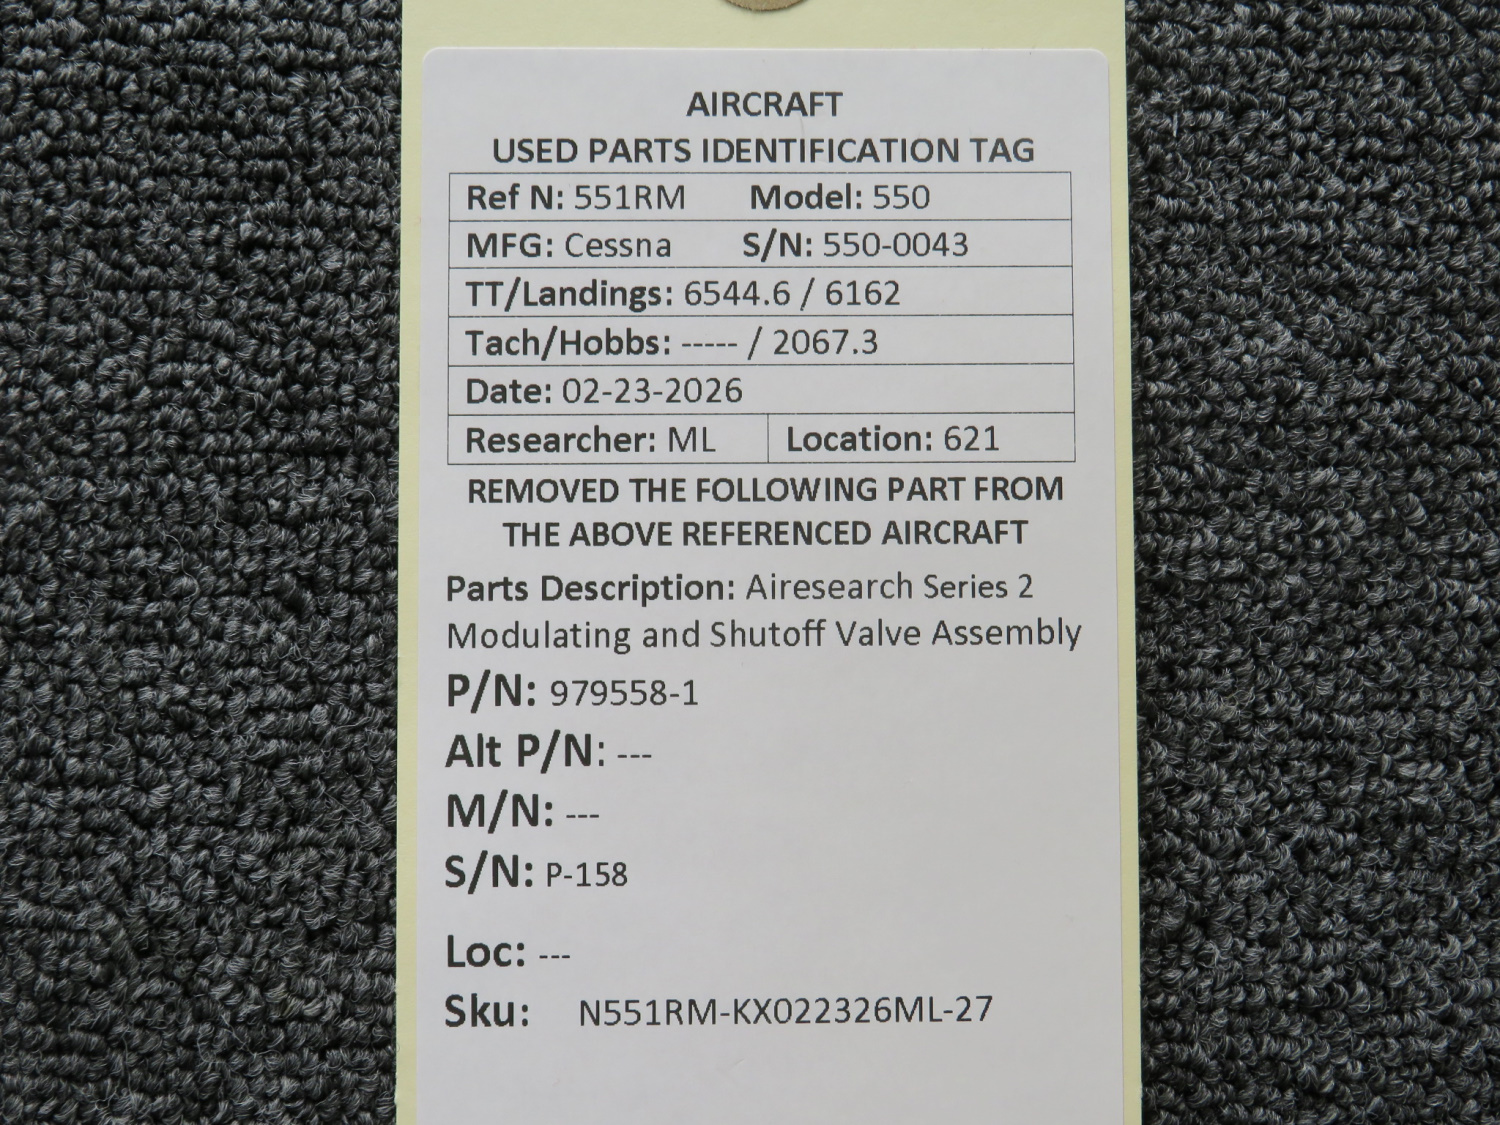 AIRCRAFT
USED PARTS IDENTIFICATION TAG
Ref N: 551RM Model: 550
MFG: Cessna S/N: 550-0043
TT/Landings: 6544.6 / 6162
Tach/Hobbs: ----- / 2067.3
Date: 02-23-2026
Researcher: ML Location: 621
REMOVED THE FOLLOWING PART FROM
THE ABOVE REFERENCED AIRCRAFT
Parts Description: Airesearch Series 2
Modulating and Shutoff Valve Assembly
P/N: 979558-1
Alt P/N: ---
M/N: ---
S/N: P-158
Loc: ---
Sku: N551RM-KX022326ML-27